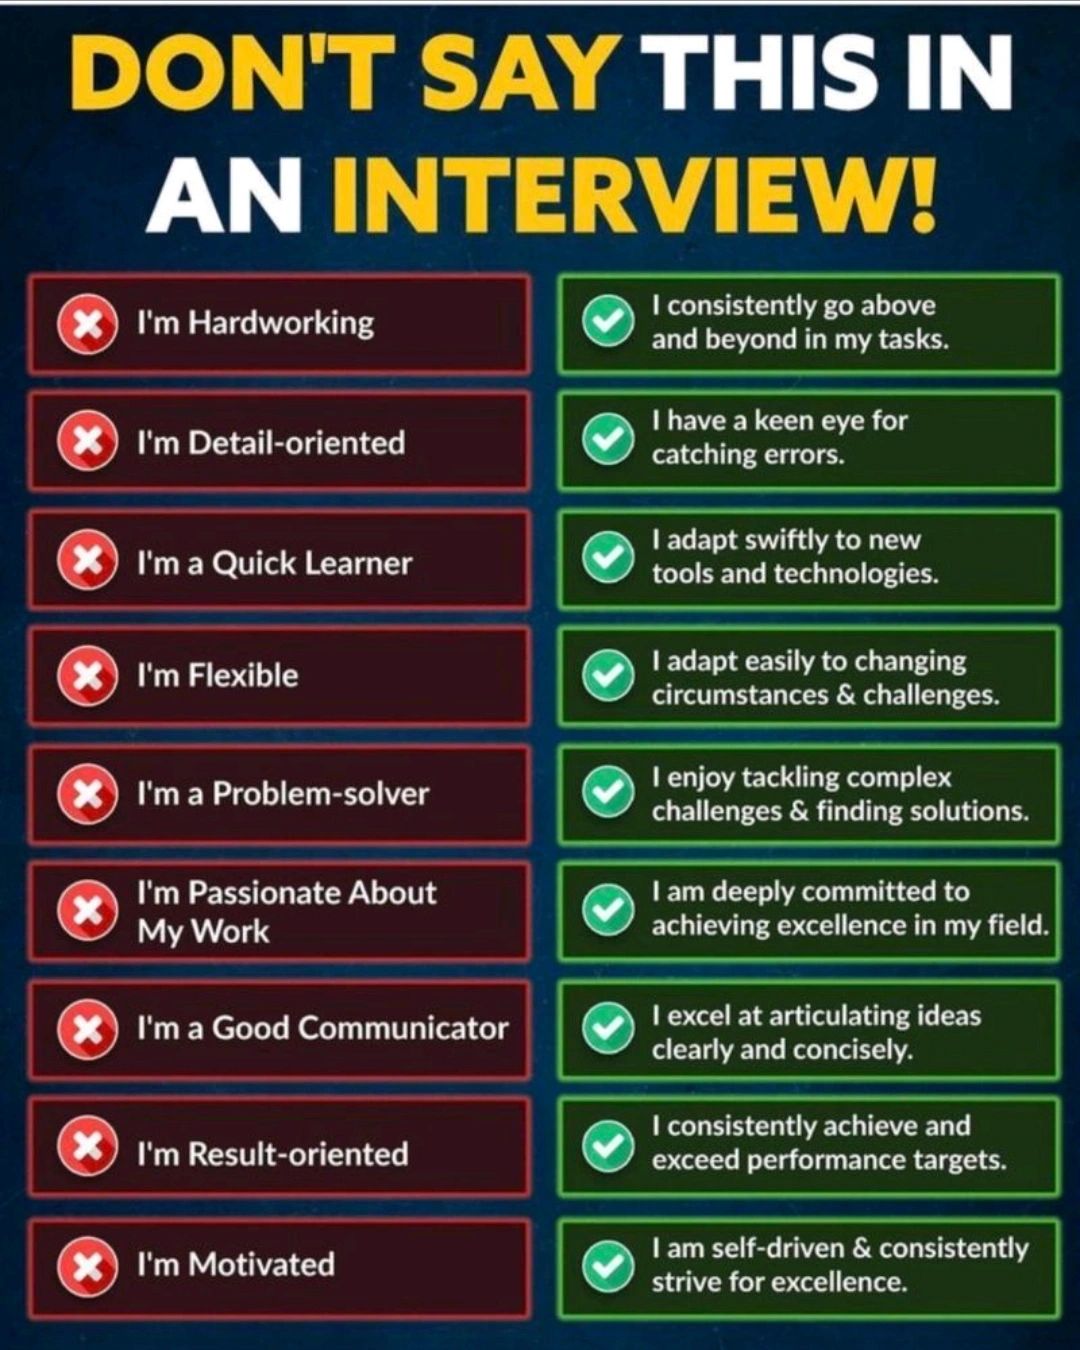 DON'T SAY THIS IN
AN INTERVIEW!
I'm Hardworking
I consistently go above
and beyond in my tasks.
I'm Detail-oriented
I have a keen eye for
catching errors.
I'm a Quick Learner
I adapt swiftly to new
tools and technologies.
I'm Flexible
I adapt easily to changing
circumstances & challenges.
I'm a Problem-solver
I enjoy tackling complex
challenges & finding solutions.
I'm Passionate About
My Work
I am deeply committed to
achieving excellence in my field.
I'm a Good Communicator
I excel at articulating ideas
clearly and concisely.
I'm Result-oriented
I consistently achieve and
exceed performance targets.
I'm Motivated
I am self-driven & consistently
strive for excellence.